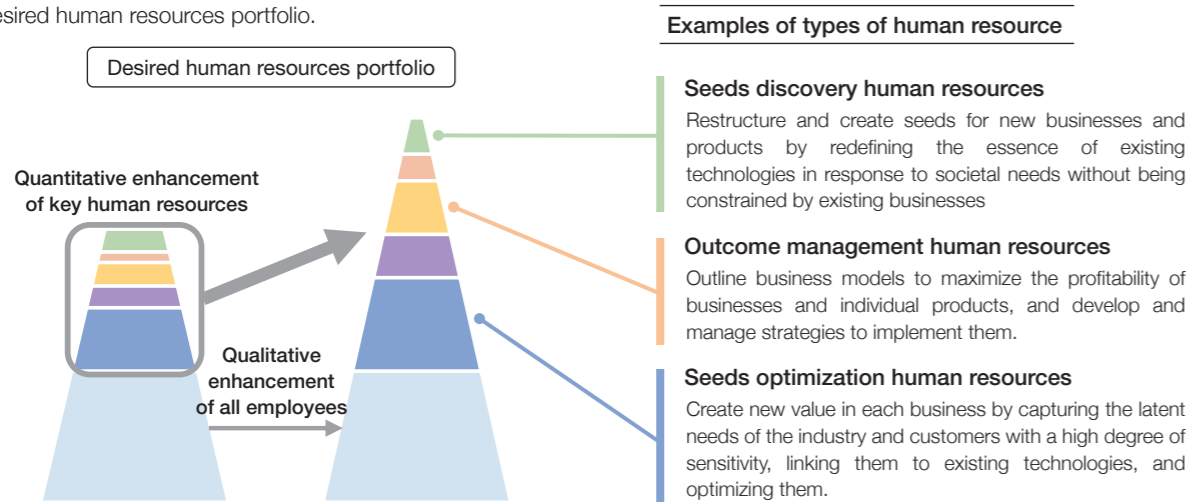 esired human resources portfolio.
Desired human resources portfolio
Quantitative enhancement
of key human resources
Qualitative
enhancement
of all employees
Examples of types of human resource
Seeds discovery human resources
Restructure and create seeds for new businesses and
products by redefining the essence of existing
technologies in response to societal needs without being
constrained by existing businesses
Outcome management human resources
Outline business models to maximize the profitability of
businesses and individual products, and develop and
manage strategies to implement them.
Seeds optimization human resources
Create new value in each business by capturing the latent
needs of the industry and customers with a high degree of
sensitivity, linking them to existing technologies, and
optimizing them.